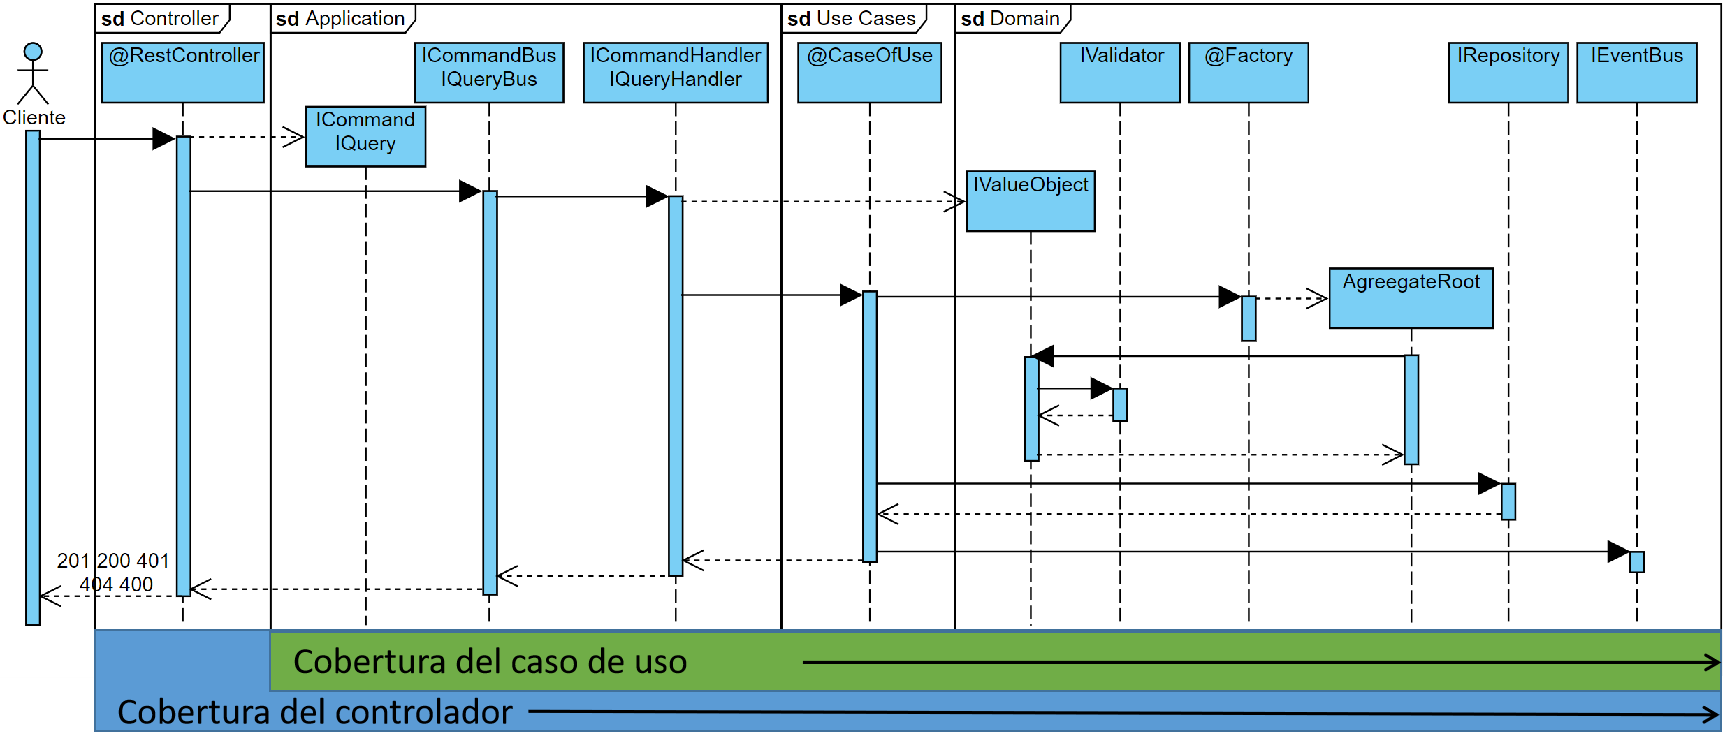 sd Controller
sd Application
sd Use Cases
sd Domain
@RestController
ICommandBus
IQueryBus
ICommandHandler
IQueryHandler
@CaseOfUse
IValidator
@Factory
IRepository
IEventBus
Cliente
ICommand
IQuery
IValueObject
AgreegateRoot
201 200 401
404 400
Cobertura del caso de uso
Cobertura del controlador